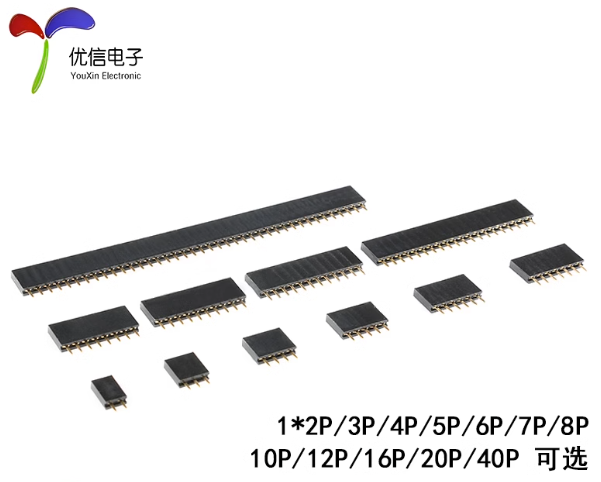 优信电子
YouXin Electronic
1*2P/3P/4P/5P/6P/7P/8P
10P/12P/16P/20P/40P 可选